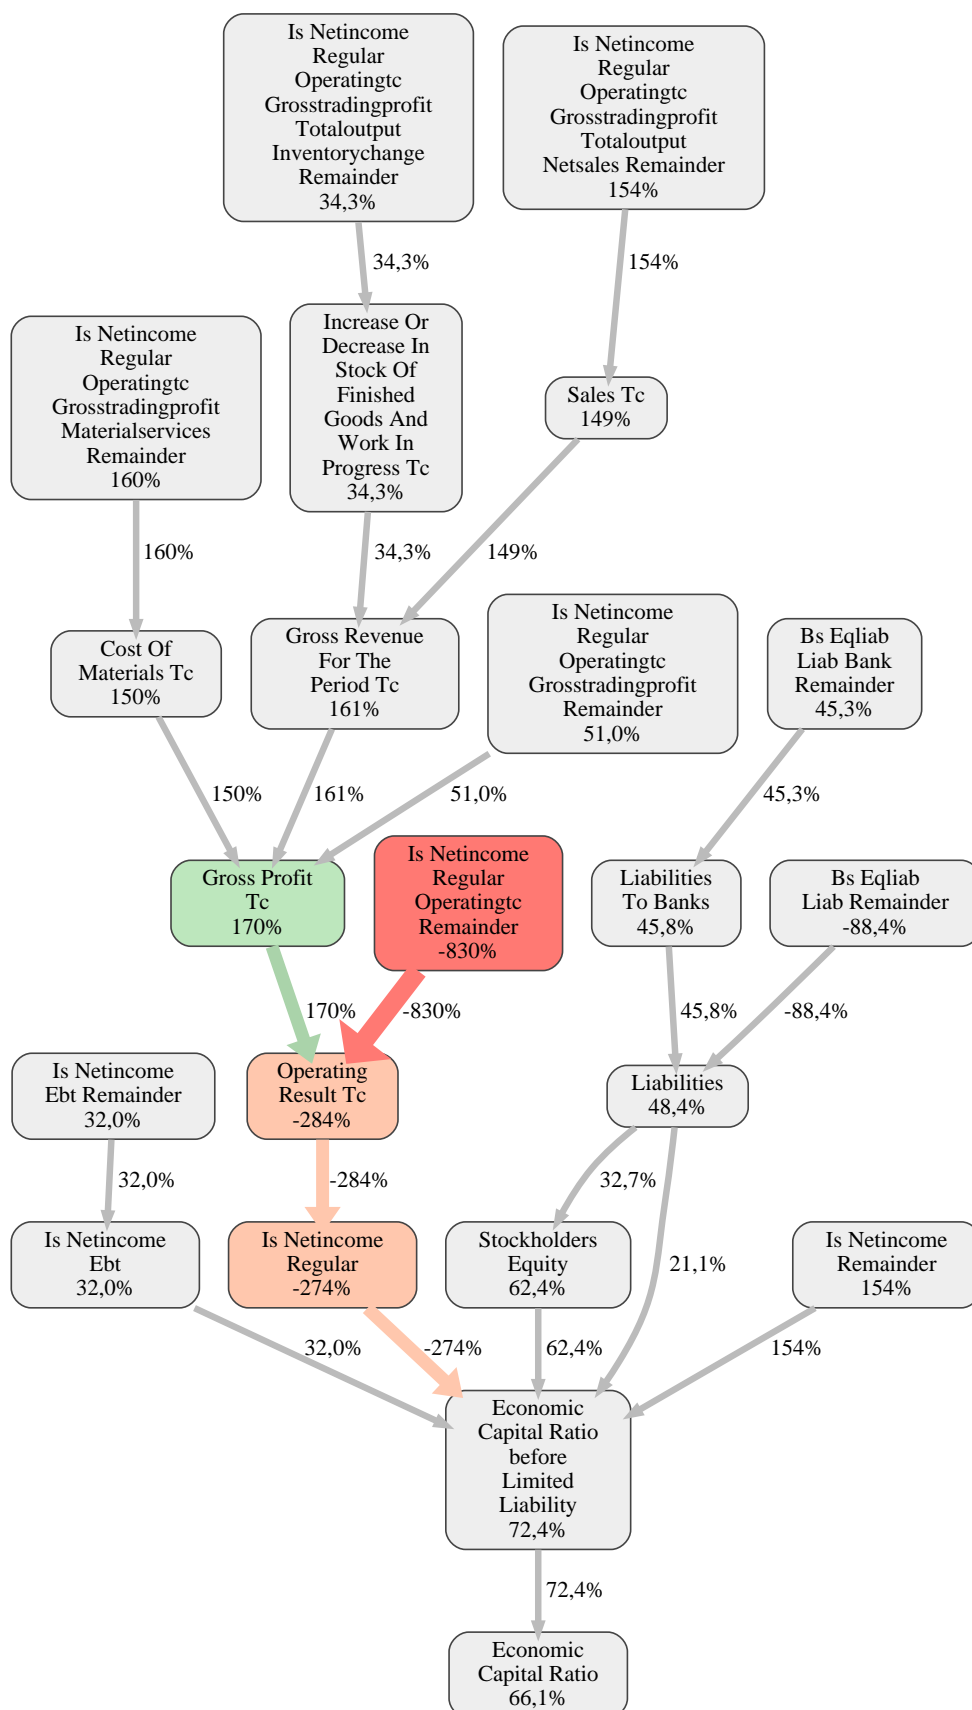 Is Netincome
Regular
Operatingtc
Grosstradingprofit
Totaloutput
Inventorychange
Remainder
34,3%
Is Netincome
Regular
Operatingtc
Grosstradingprofit
Totaloutput
Netsales Remainder
154%
34,3%
154%
Is Netincome
Regular
Operatingtc
Grosstradingprofit
Materialservices
Remainder
160%
Increase Or
Decrease In
Stock Of
Finished
Goods And
Work In
Progress Tc
34,3%
Sales Tc
149%
160%
34,3%
149%
Cost Of
Materials Tc
150%
Gross Revenue
For The
Period Tc
161%
Is Netincome
Regular
Operatingtc
Grosstradingprofit
Remainder
51,0%
Bs Eqliab
Liab Bank
Remainder
45,3%
150%
161%
51,0%
45,3%
Gross Profit
Tc
170%
Is Netincome
Regular
Operatingtc
Remainder
-830%
Liabilities
To Banks
45,8%
Bs Eqliab
Liab Remainder
-88,4%
170%
-830%
45,8%
-88,4%
Is Netincome
Ebt Remainder
32,0%
Operating
Result Tc
-284%
Liabilities
48,4%
32,0%
-284%
32,7%
21,1%
Is Netincome
Ebt
32,0%
Is Netincome
Regular
-274%
Stockholders
Equity
62,4%
Is Netincome
Remainder
154%
32,0%
-274%
62,4%
154%
Economic
Capital Ratio
before
Limited
Liability
72,4%
72,4%
Economic
Capital Ratio
66,1%